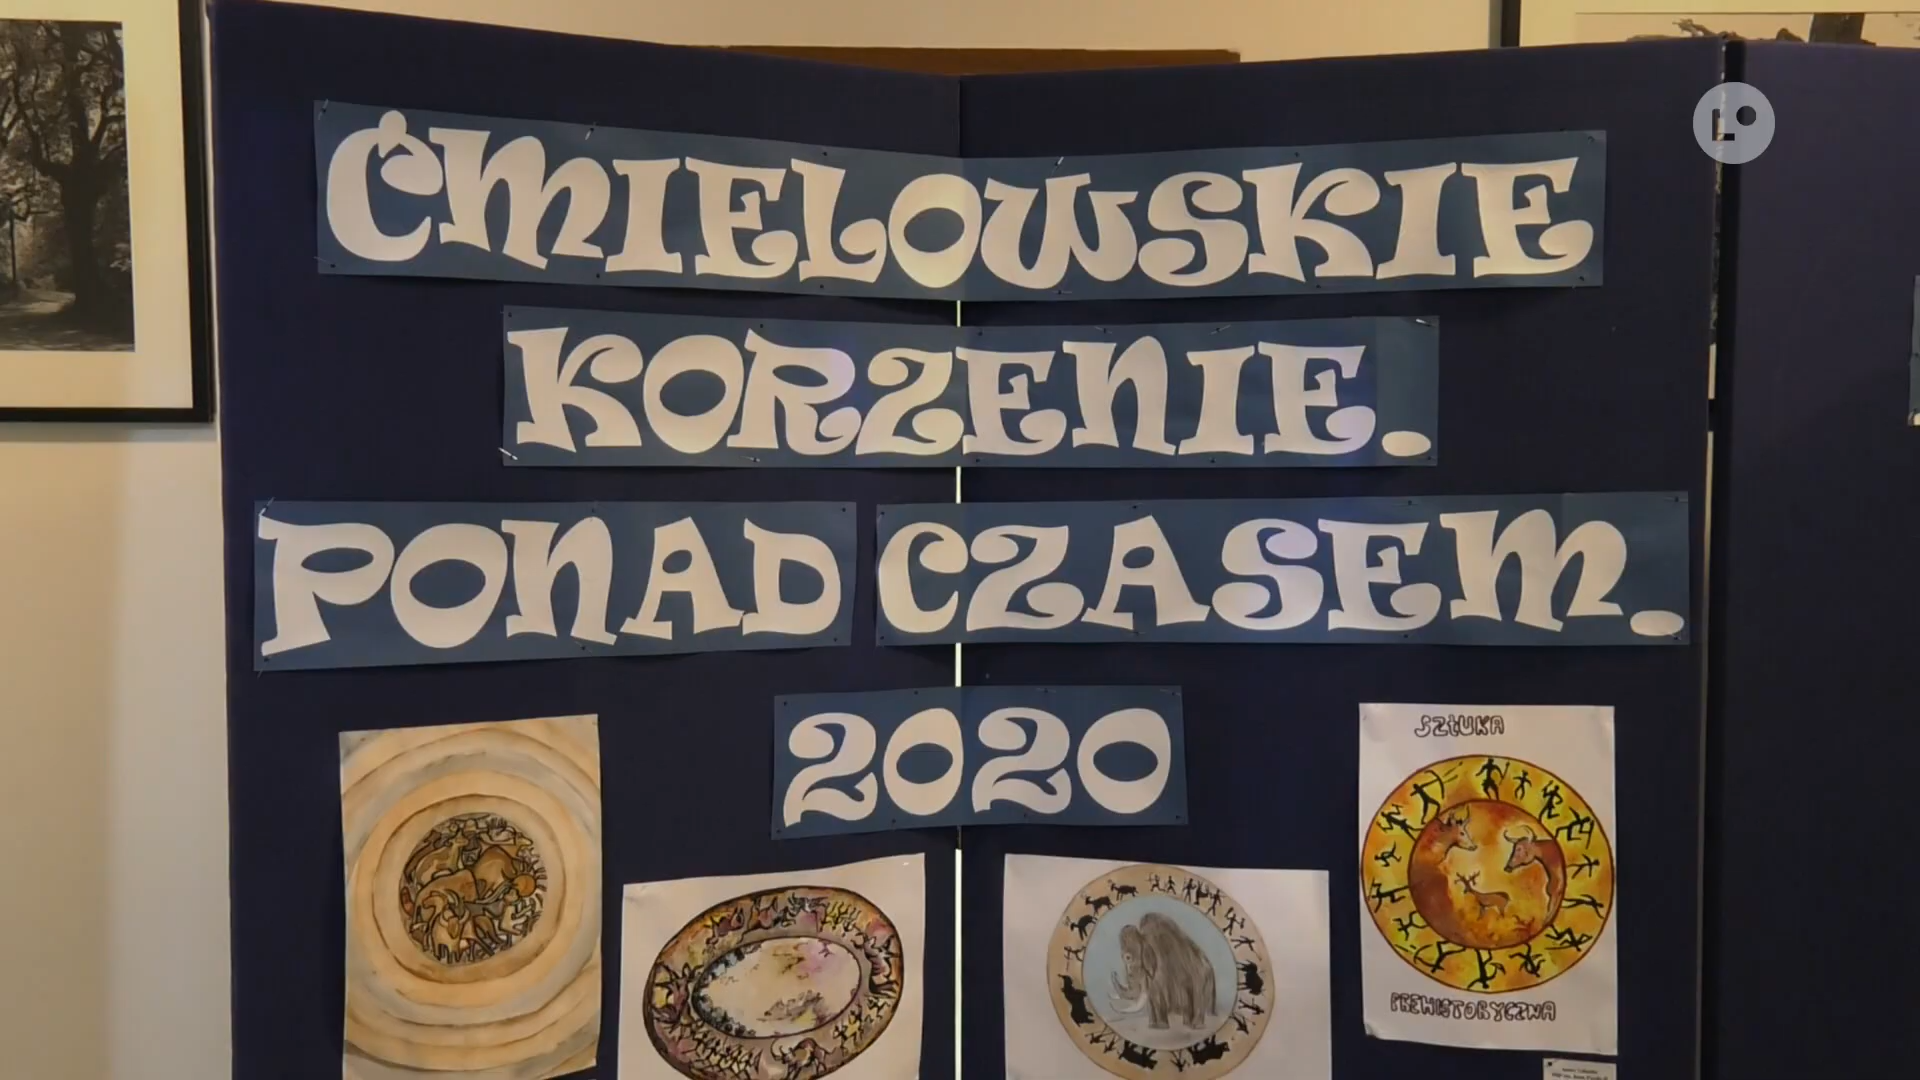 ĆMIELOWSKIE
KORZENIE.
PONAD CZASEM.
2020
SZTUKA
PREHISTORYCZNA